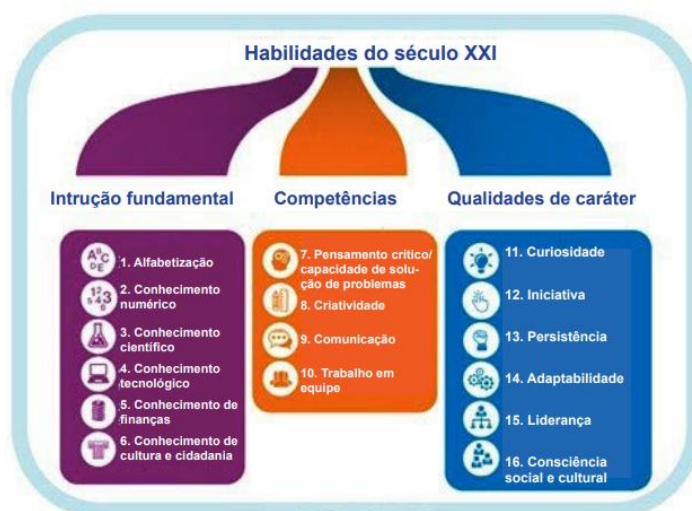 Habilidades do século XXI
Intrução fundamental
1. Alfabetização
2. Conhecimento
numérico
3. Conhecimento
científico
4. Conhecimento
tecnológico
5. Conhecimento de
finanças
6. Conhecimento de
cultura e cidadania
Competências
7. Pensamento crítico/
capacidade de solu-
ção de problemas
8. Criatividade
9. Comunicação
10. Trabalho em
equipe
Qualidades de caráter
11. Curiosidade
12. Iniciativa
13. Persistência
14. Adaptabilidade
15. Liderança
16. Consciência
social e cultural